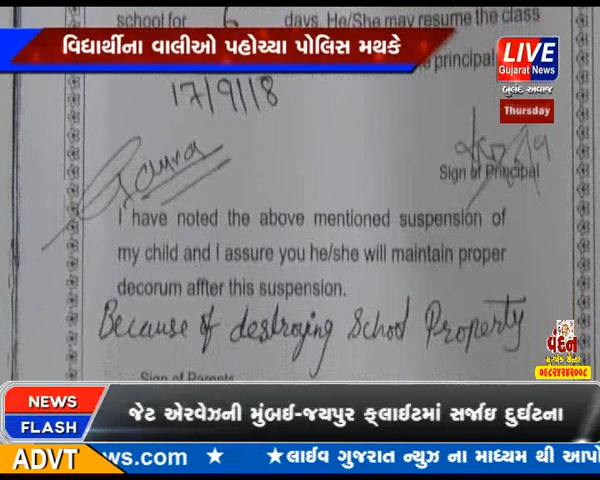 school for 6 days. He/She may resume the class
વિદ્યાર્થીના વાલીઓ પહોચ્યા પોલિસ મથકે
principal
LIVE
Gujarat News
બુલંદ અવાજ
Thursday
17/9/18
Sign of Principal
I have noted the above mentioned suspension of
my child and I assure you he/she will maintain proper
decorum affter this suspension.
Because of destroying School Property
Sign of Parents
વંદન
NEWS
FLASH
જેટ એરવેઝની મુંબઇ-જયપુર ફ્લાઇટમાં સર્જાઇ દુર્ઘટના
ADVT
ws.com ★ ★લાઈવ ગુજરાત ન્યુઝ ના માધ્યમ થી આપો